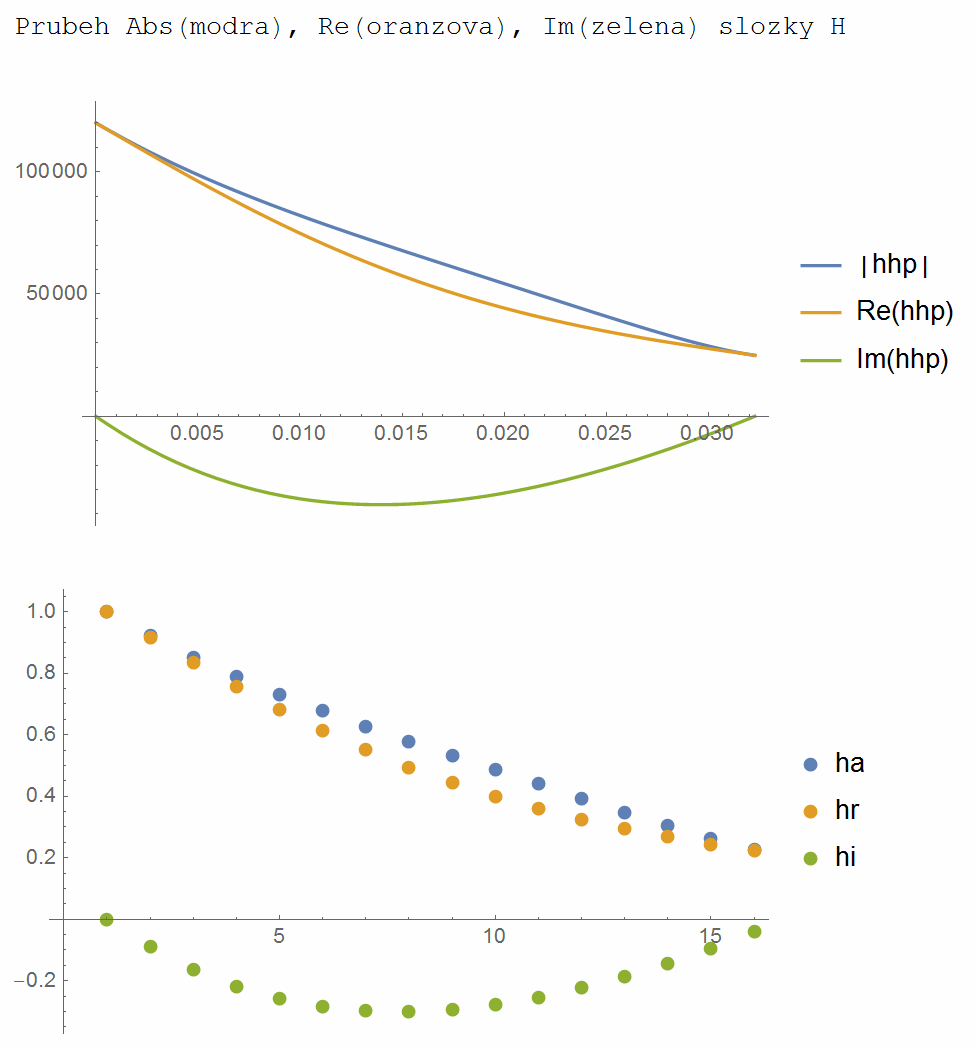 Prubeh Abs(modra), Re(oranzova), Im(zelena) slozky H
100000
50000
0.005 0.010 0.015 0.020 0.025 0.030
|hhp|
Re(hhp)
Im(hhp)
1.0
0.8
0.6
0.4
0.2
−0.2
5 10 15
ha
hr
hi